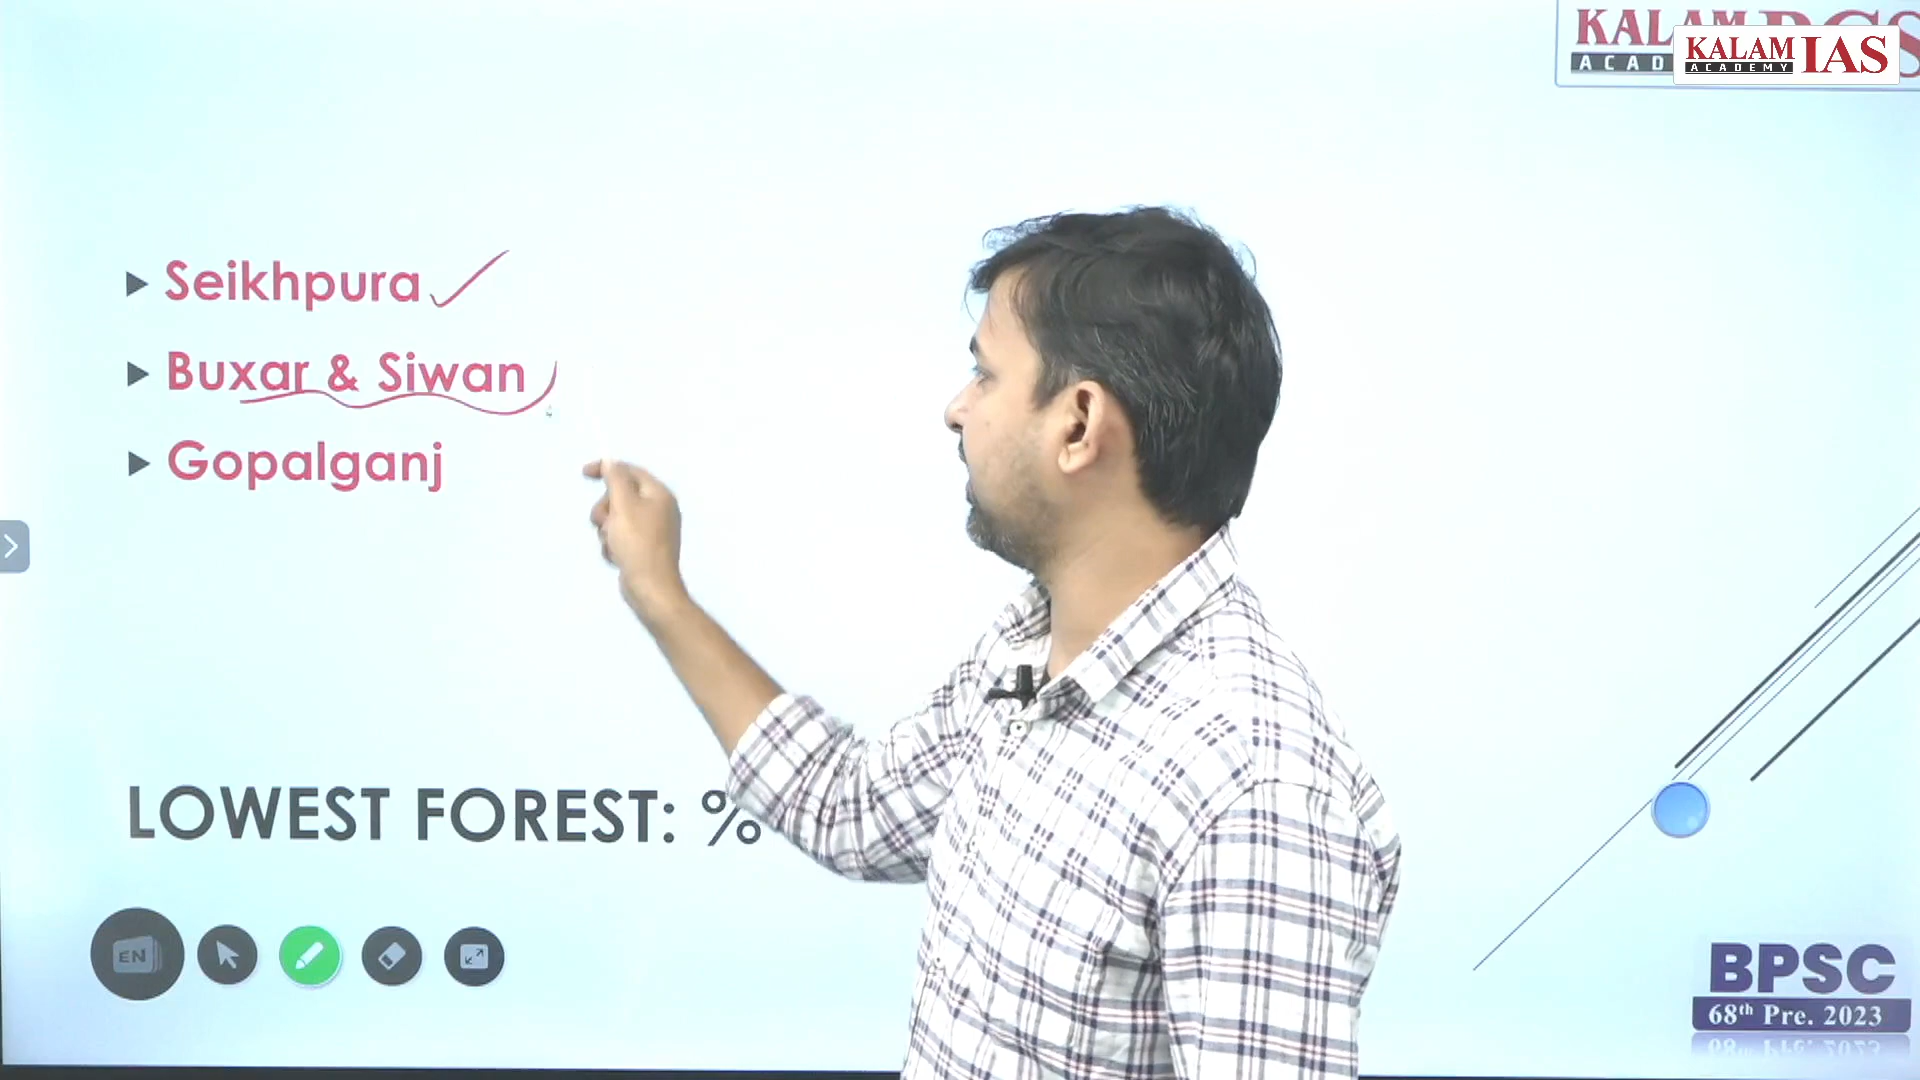 KALAM IAS
ACADEMY
Seikhpura
Buxar & Siwan
Gopalganj
LOWEST FOREST: %
EN
BPSC
68th Pre. 2023